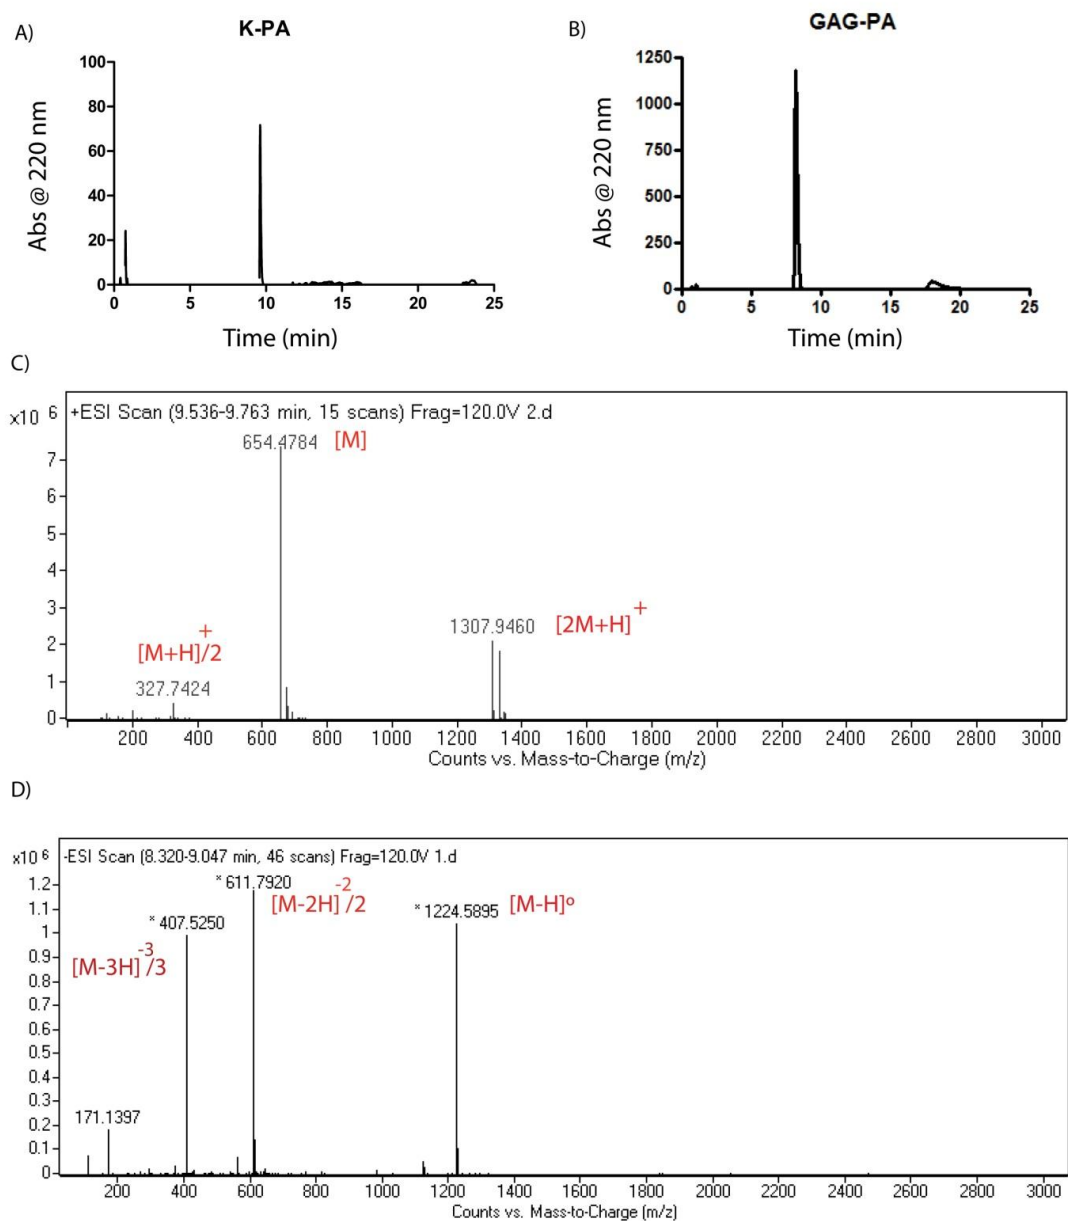 A)
K-PA
Abs @ 220 nm
100
80
60
40
20
0
0 5 10 15 20 25
Time (min)
B)
GAG-PA
Abs @ 220 nm
1250
1000
750
500
250
0
0 5 10 15 20 25
Time (min)
C)
x10 6
+ESI Scan (9.536-9.763 min, 15 scans) Frag=120.0V 2.d
654.4784 [M]
7
6
5
4
3
2
1
0
1307.9460 [2M+H]+
[M+H]+/2
327.7424
200 400 600 800 1000 1200 1400 1600 1800 2000 2200 2400 2600 2800 3000
Counts vs. Mass-to-Charge (m/z)
D)
x10 6
-ESI Scan (8.320-9.047 min, 46 scans) Frag=120.0V 1.d
1.2
1.1
1
0.9
0.8
0.7
0.6
0.5
0.4
0.3
0.2
0.1
0
* 611.7920 [M-2H]-2/2
* 1224.5895 [M-H]º
* 407.5250
[M-3H]-3/3
171.1397
200 400 600 800 1000 1200 1400 1600 1800 2000 2200 2400 2600 2800 3000
Counts vs. Mass-to-Charge (m/z)